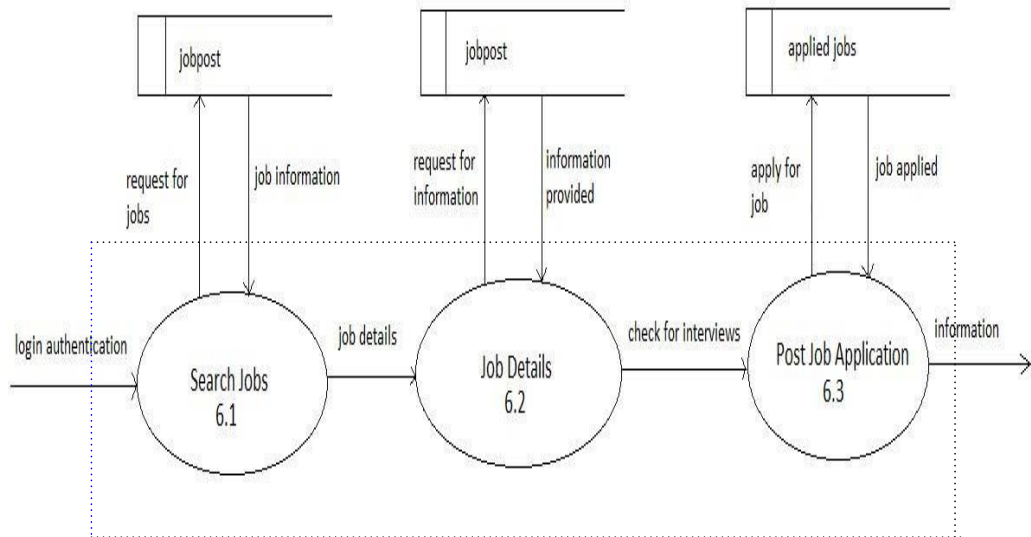 jobpost
jobpost
applied jobs
request for
jobs
job information
request for
information
information
provided
apply for
job
job applied
login authentication
Search Jobs
6.1
job details
Job Details
6.2
check for interviews
Post Job Application
6.3
information